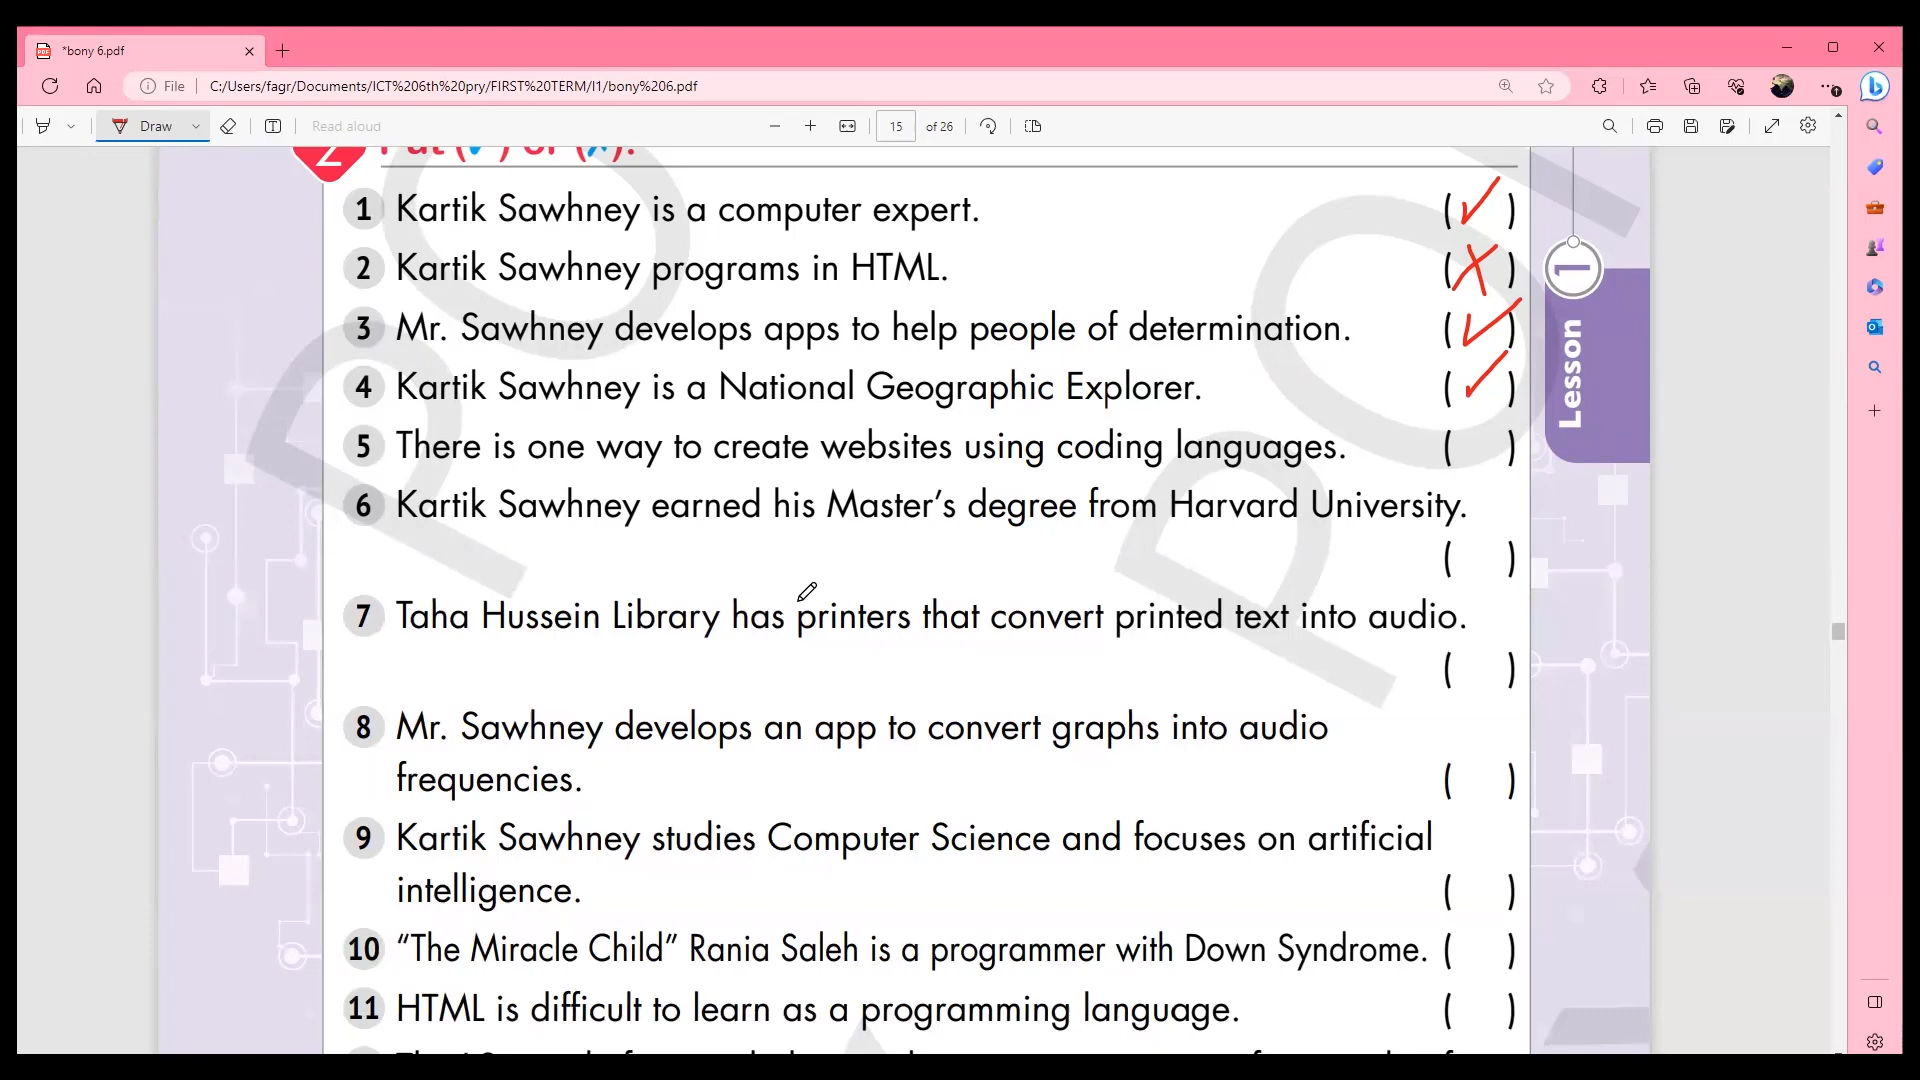 *bony 6.pdf
File
C:/Users/fagr/Documents/ICT%206th%20pry/FIRST%20TERM/l1/bony%206.pdf
Draw
Read aloud
15
of 26
2 Put (✓) or (✗):
1 Kartik Sawhney is a computer expert. (✓)
2 Kartik Sawhney programs in HTML. (✗)
3 Mr. Sawhney develops apps to help people of determination. (✓)
4 Kartik Sawhney is a National Geographic Explorer. (✓)
5 There is one way to create websites using coding languages. ( )
6 Kartik Sawhney earned his Master's degree from Harvard University.
( )
7 Taha Hussein Library has printers that convert printed text into audio.
( )
8 Mr. Sawhney develops an app to convert graphs into audio
frequencies. ( )
9 Kartik Sawhney studies Computer Science and focuses on artificial
intelligence. ( )
10 “The Miracle Child” Rania Saleh is a programmer with Down Syndrome. ( )
11 HTML is difficult to learn as a programming language. ( )
Lesson 1